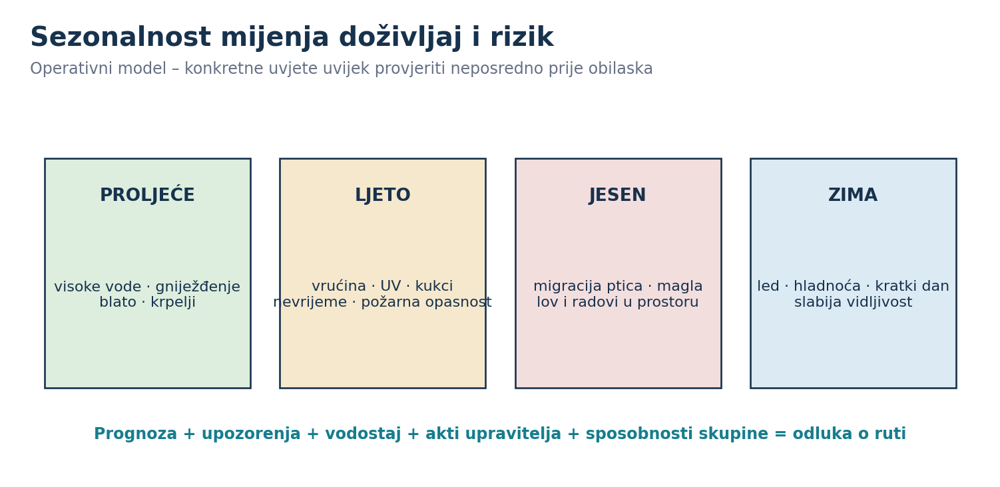 Sezonalnost mijenja doživljaj i rizik
Operativni model – konkretne uvjete uvijek provjeriti neposredno prije obilaska
PROLJEĆE
visoke vode · gniježđenje
blato · krpelji
LJETO
vrućina · UV · kukci
nevrijeme · požarna opasnost
JESEN
migracija ptica · magla
lov i radovi u prostoru
ZIMA
led · hladnoća · kratki dan
slabija vidljivost
Prognoza + upozorenja + vodostaj + akti upravitelja + sposobnosti skupine = odluka o ruti